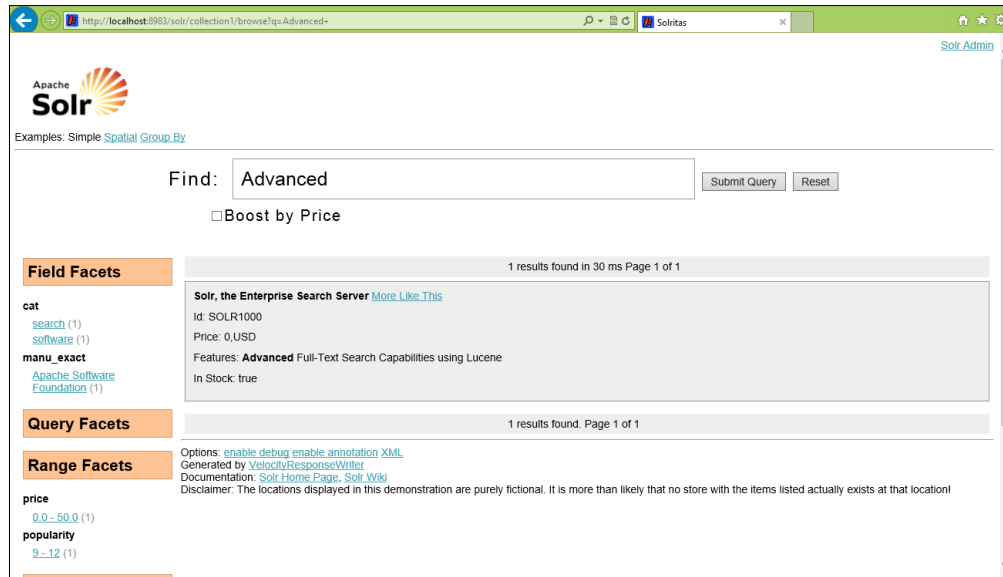 http://localhost:8983/solr/collection1/browse?q=Advanced+
Solritas
Solr Admin
Apache
Solr
Examples: Simple Spatial Group By
Find: Advanced Submit Query Reset
Boost by Price
Field Facets
cat
search (1)
software (1)
manu_exact
Apache Software
Foundation (1)
Query Facets
Range Facets
price
0.0 - 50.0 (1)
popularity
9 - 12 (1)
1 results found in 30 ms Page 1 of 1
Solr, the Enterprise Search Server More Like This
Id: SOLR1000
Price: 0,USD
Features: Advanced Full-Text Search Capabilities using Lucene
In Stock: true
1 results found. Page 1 of 1
Options: enable debug enable annotation XML
Generated by VelocityResponseWriter
Documentation: Solr Home Page, Solr Wiki
Disclaimer: The locations displayed in this demonstration are purely fictional. It is more than likely that no store with the items listed actually exists at that location!